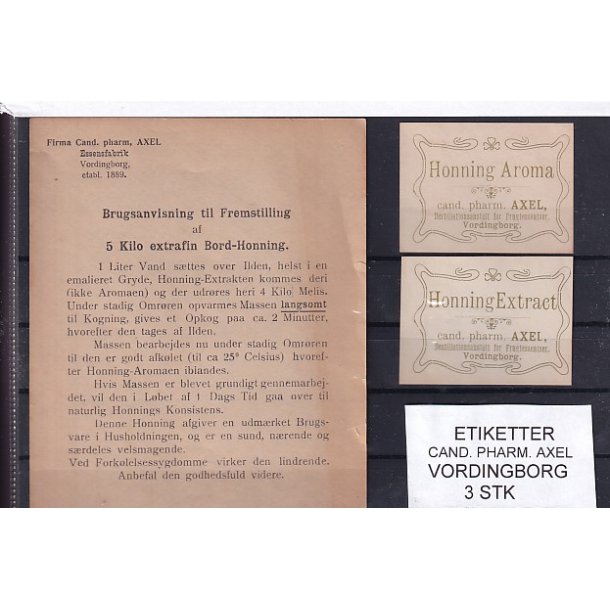 Firma Cand. pharm, AXEL
Essensfabrik
Vordingborg,
etabl. 1889.
Brugsanvisning til Fremstilling
af
5 Kilo extrafin Bord-Honning.
1 Liter Vand sættes over Ilden, helst i en
emalieret Gryde, Honning-Extrakten kommes deri
(ikke Aromaen) og der udrøres heri 4 Kilo Melis.
Under stadig Omrøren opvarmes Massen langsomt
til Kogning, gives et Opkog paa ca. 2 Minutter,
hvorefter den tages af Ilden.
Massen bearbejdes nu under stadig Omrøren
til den er godt afkølet (til ca 25° Celsius) hvoref-
ter Honning-Aromaen ibiandes.
Hvis Massen er blevet grundigt gennemarbej-
det, vil den i Løbet af 1 Dags Tid gaa over til
naturlig Honnings Konsistens.
Denne Honning afgiver en udmærket Brugs-
vare i Husholdningen, og er en sund, nærende og
særdeles velsmagende.
Ved Forkølelsessygdomme virker den lindrende.
Anbefal den godhedsfuld videre.
Honning Aroma
cand. pharm. AXEL,
Destillationsanstalt for Frugtessentser,
Vordingborg.
Honning Extract
cand. pharm. AXEL,
Destillationsanstalt for Frugtessentser,
Vordingborg.
ETIKETTER
CAND. PHARM. AXEL
VORDINGBORG
3 STK